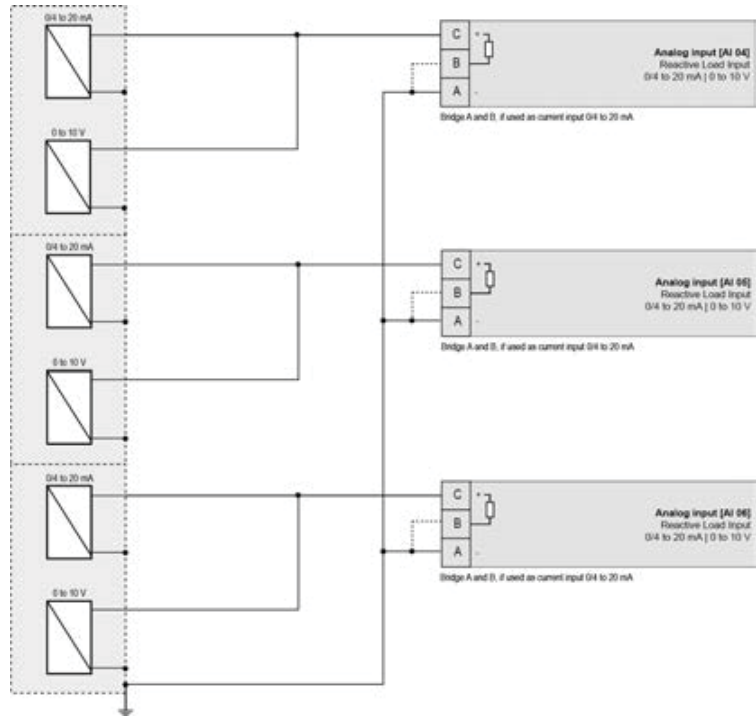 0/4 to 20 mA
C
+
Analog input [AI 04]
B
Reactive Load Input
0/4 to 20 mA | 0 to 10 V
A
-
Bridge A and B, if used as current input 0/4 to 20 mA
0 to 10 V
0/4 to 20 mA
C
+
Analog input [AI 05]
B
Reactive Load Input
0/4 to 20 mA | 0 to 10 V
A
-
Bridge A and B, if used as current input 0/4 to 20 mA
0 to 10 V
0/4 to 20 mA
C
+
Analog input [AI 06]
B
Reactive Load Input
0/4 to 20 mA | 0 to 10 V
A
-
Bridge A and B, if used as current input 0/4 to 20 mA
0 to 10 V